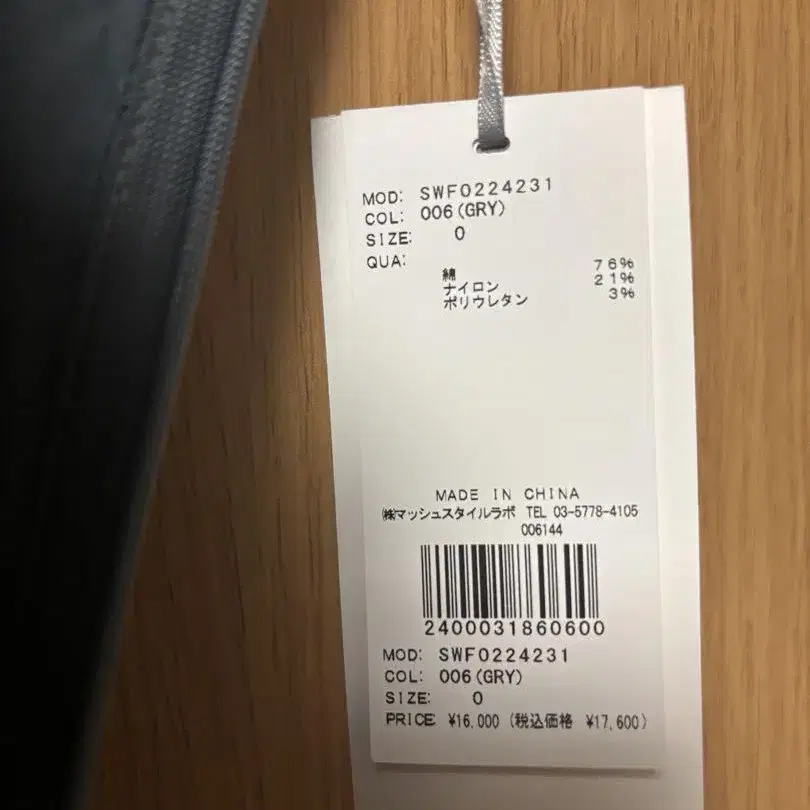 MOD: SWF0224231
COL: 006(GRY)
SIZE: 0
QUA:
綿 76%
ナイロン 21%
ポリウレタン 3%
MADE IN CHINA
㈱マッシュスタイルラボ TEL 03-5778-4105
006144
2400031860600
MOD: SWF0224231
COL: 006(GRY)
SIZE: 0
PRICE ¥16,000 (税込価格 ¥17,600)